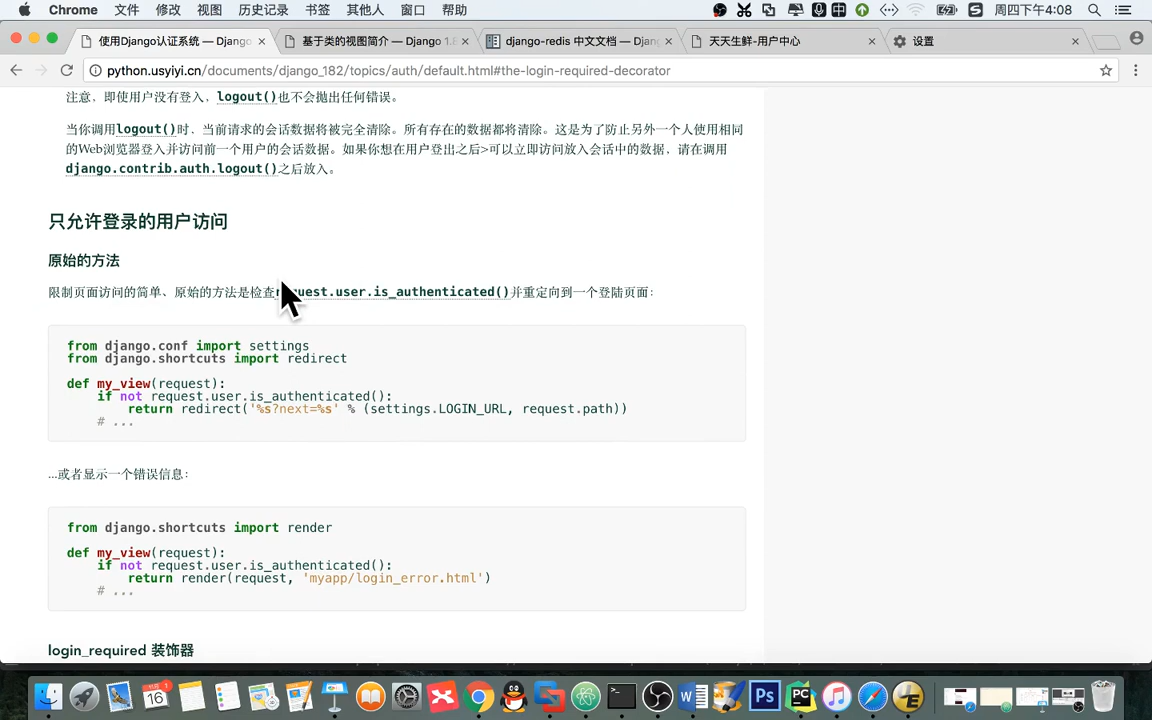 Chrome 文件 修改 视图 历史记录 书签 其他人 窗口 帮助 周四下午4:08
使用Django认证系统 — Django 基于类的视图简介 — Django 1.8 django-redis 中文文档 — Djang 天天生鲜-用户中心 设置
python.usyiyi.cn/documents/django_182/topics/auth/default.html#the-login-required-decorator
注意，即使用户没有登入，logout()也不会抛出任何错误。
当你调用logout()时，当前请求的会话数据将被完全清除。所有存在的数据都将清除。这是为了防止另外一个人使用相同
的Web浏览器登入并访问前一个用户的会话数据。如果你想在用户登出之后>可以立即访问放入会话中的数据，请在调用
django.contrib.auth.logout()之后放入。
只允许登录的用户访问
原始的方法
限制页面访问的简单、原始的方法是检查request.user.is_authenticated()并重定向到一个登陆页面：
from django.conf import settings
from django.shortcuts import redirect
def my_view(request):
if not request.user.is_authenticated():
return redirect('%s?next=%s' % (settings.LOGIN_URL, request.path))
# ...
...或者显示一个错误信息：
from django.shortcuts import render
def my_view(request):
if not request.user.is_authenticated():
return render(request, 'myapp/login_error.html')
# ...
login_required 装饰器